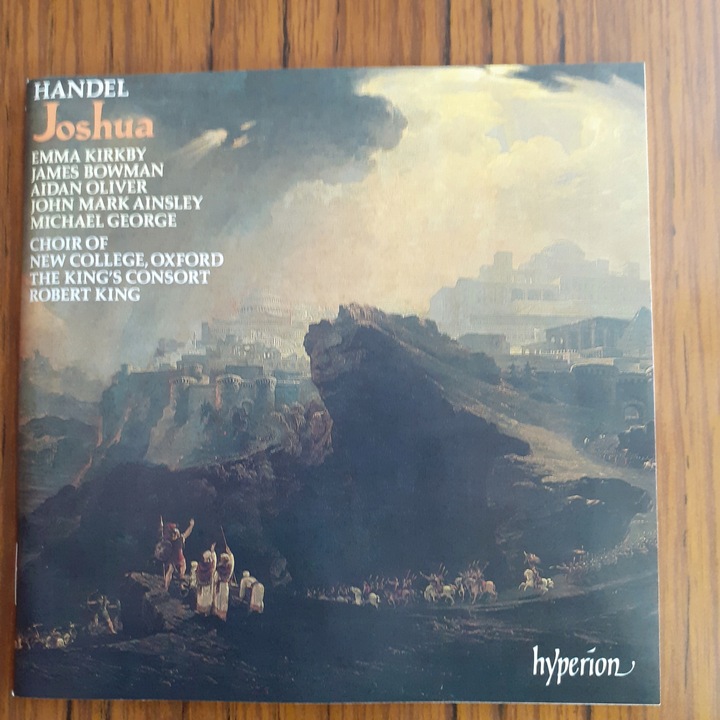 HANDEL
Joshua
EMMA KIRKBY
JAMES BOWMAN
AIDAN OLIVER
JOHN MARK AINSLEY
MICHAEL GEORGE
CHOIR OF
NEW COLLEGE, OXFORD
THE KING'S CONSORT
ROBERT KING
hyperion